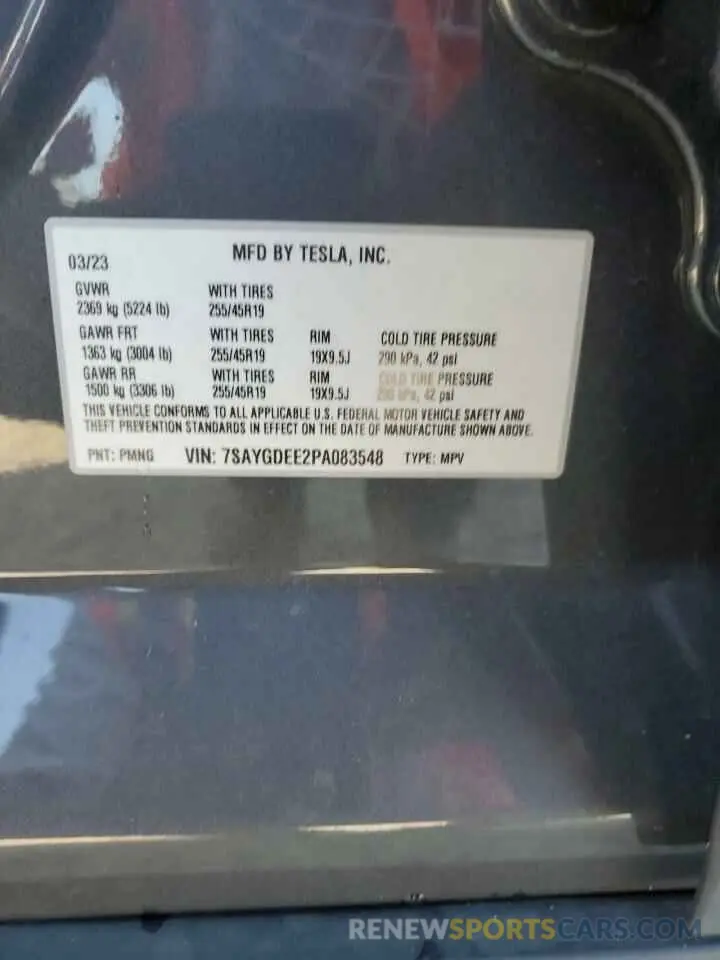 03/23 MFD BY TESLA, INC.
GVWR WITH TIRES
2369 kg (5224 lb) 255/45R19
GAWR FRT WITH TIRES RIM COLD TIRE PRESSURE
1363 kg (3004 lb) 255/45R19 19X9.5J 290 kPa, 42 psi
GAWR RR WITH TIRES RIM COLD TIRE PRESSURE
1500 kg (3306 lb) 255/45R19 19X9.5J 290 kPa, 42 psi
THIS VEHICLE CONFORMS TO ALL APPLICABLE U.S. FEDERAL MOTOR VEHICLE SAFETY AND
THEFT PREVENTION STANDARDS IN EFFECT ON THE DATE OF MANUFACTURE SHOWN ABOVE.
PNT: PMNG VIN: 7SAYGDEE2PA083548 TYPE: MPV
RENEWSPORTSCARS.COM